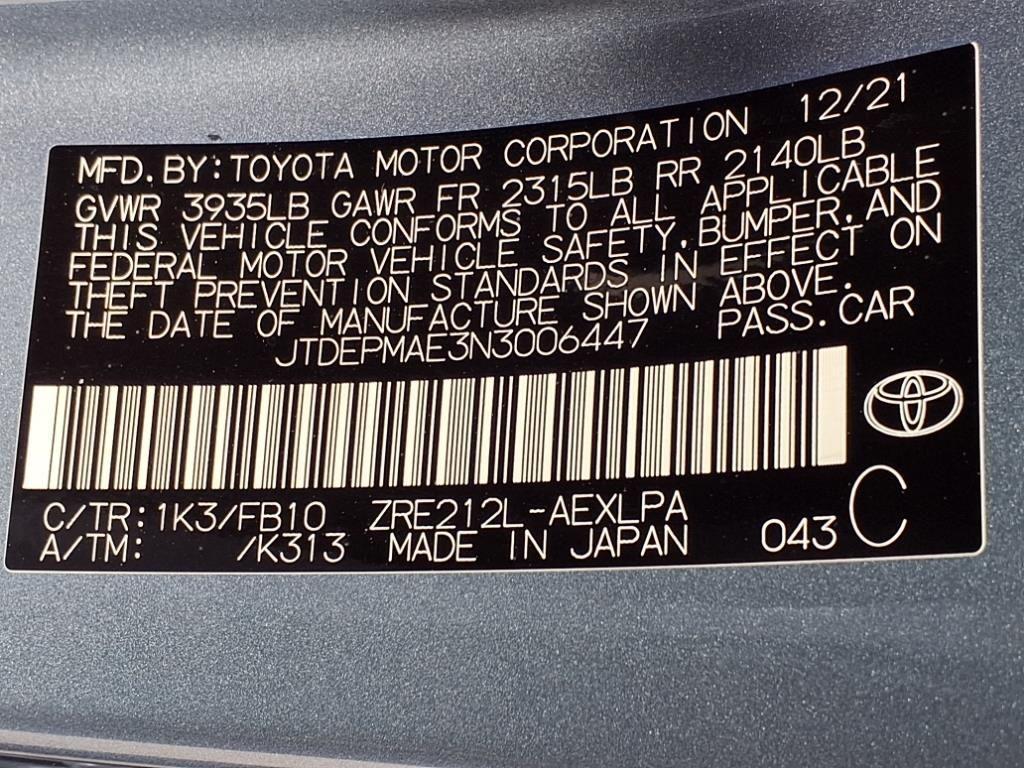 MFD. BY: TOYOTA MOTOR CORPORATION 12/21
GVWR 3935LB GAWR FR 2315LB RR 2140LB
THIS VEHICLE CONFORMS TO ALL APPLICABLE
FEDERAL MOTOR VEHICLE SAFETY, BUMPER, AND
THEFT PREVENTION STANDARDS IN EFFECT ON
THE DATE OF MANUFACTURE SHOWN ABOVE.
JTDEPMAE3N3006447 PASS. CAR
C/TR: 1K3/FB10 ZRE212L-AEXLPA
A/TM: /K313 MADE IN JAPAN 043 C